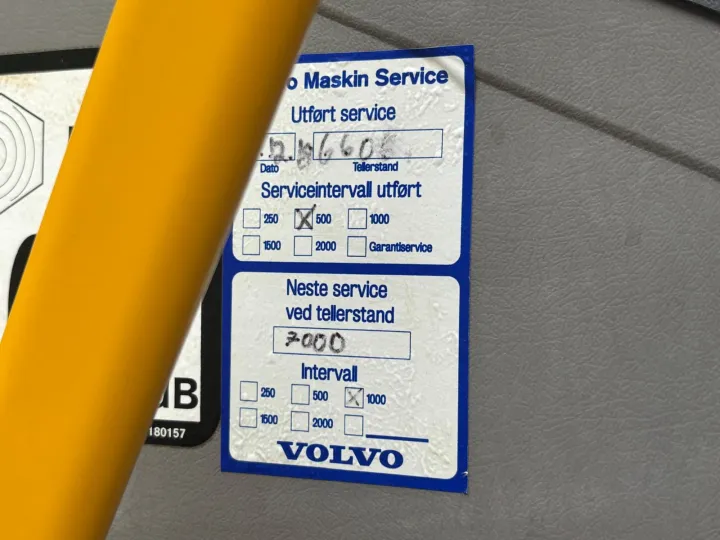 Maskin Service
Utført service
Dato Tellerstand
Serviceintervall utført
250 500 1000
1500 2000 Garantiservice
Neste service
ved tellerstand
7000
Intervall
250 500 1000
1500 2000
VOLVO
180157